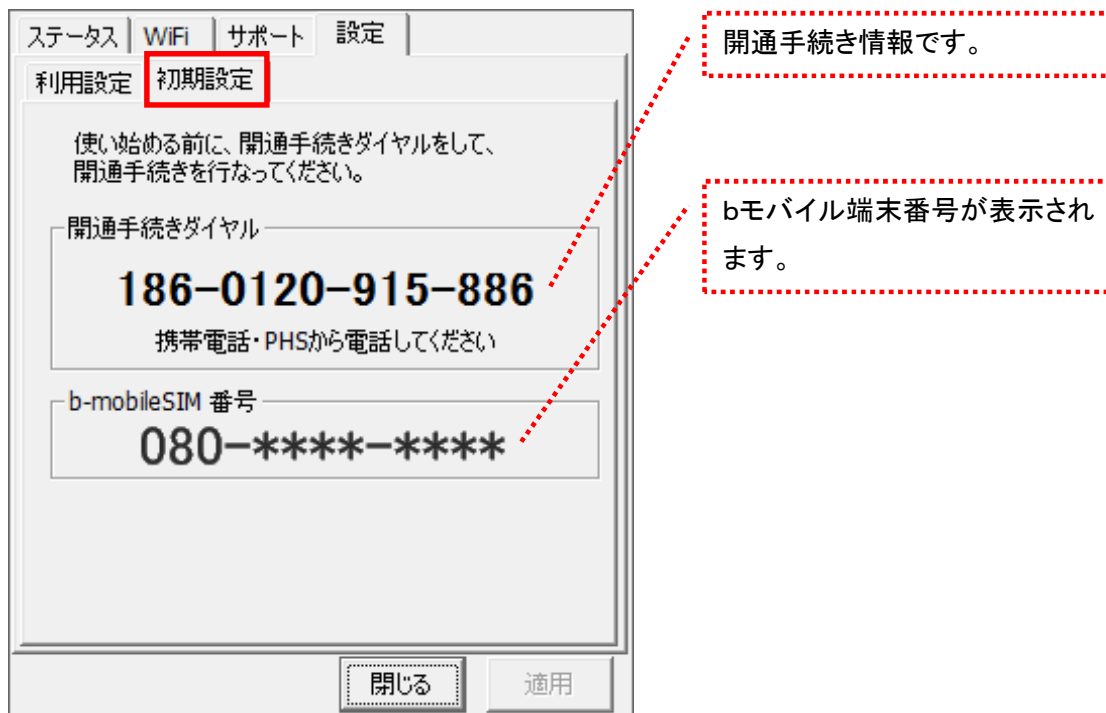 ステータス WiFi サポート 設定
利用設定 初期設定
使い始める前に、開通手続きダイヤルをして、
開通手続きを行なってください。
開通手続きダイヤル
186-0120-915-886
携帯電話・PHSから電話してください
b-mobileSIM 番号
080-****-****
閉じる 適用
開通手続き情報です。
bモバイル端末番号が表示され
ます。